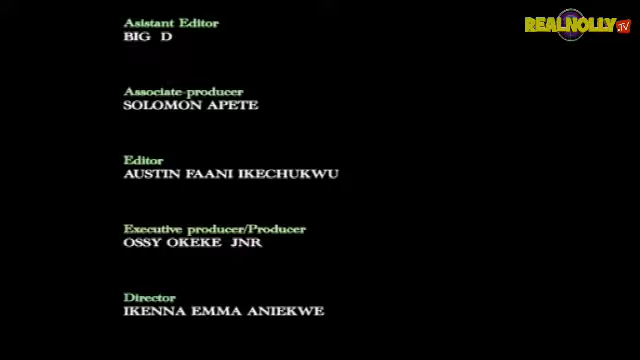 REALNOLLY.TV
Asistant Editor
BIG D
Associate-producer
SOLOMON APETE
Editor
AUSTIN FAANI IKECHUKWU
Executive producer/Producer
OSSY OKEKE JNR
Director
IKENNA EMMA ANIEKWE